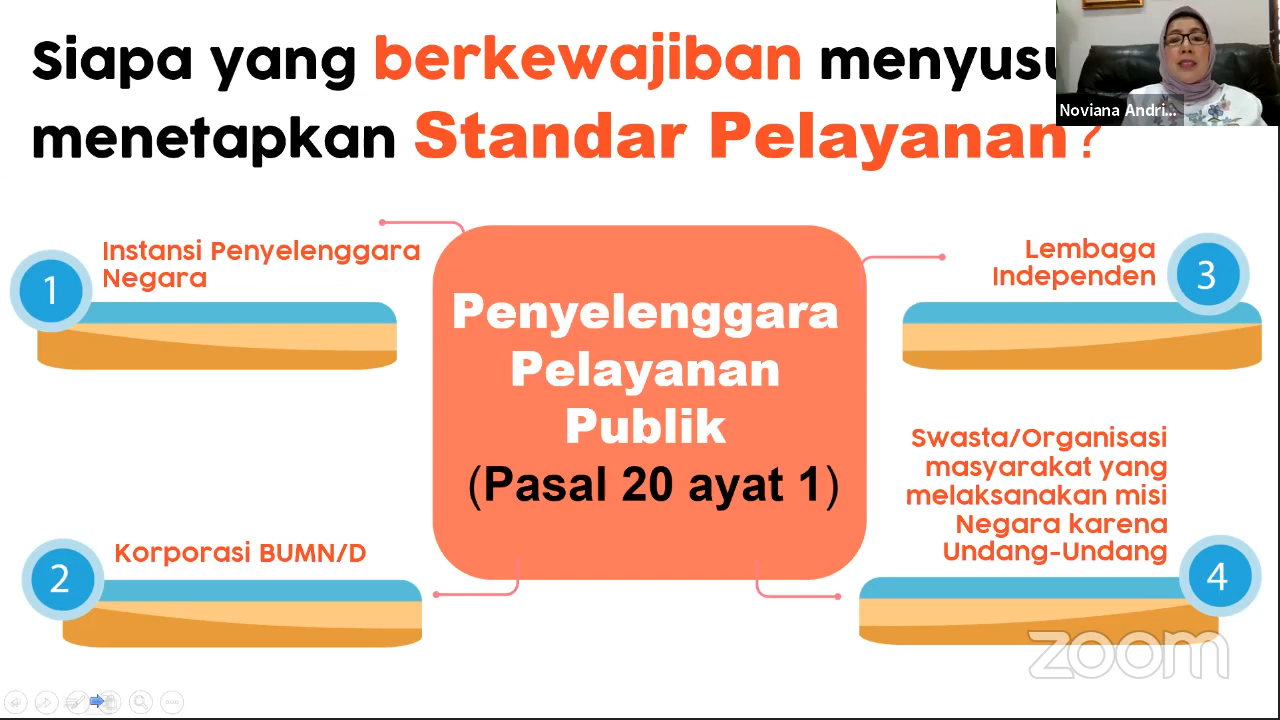 Siapa yang berkewajiban menyusu
menetapkan Standar Pelayanan?
Noviana Andri...
1
Instansi Penyelenggara
Negara
Penyelenggara
Pelayanan
Publik
(Pasal 20 ayat 1)
Lembaga
Independen
3
2
Korporasi BUMN/D
Swasta/Organisasi
masyarakat yang
melaksanakan misi
Negara karena
Undang-Undang
4
zoom